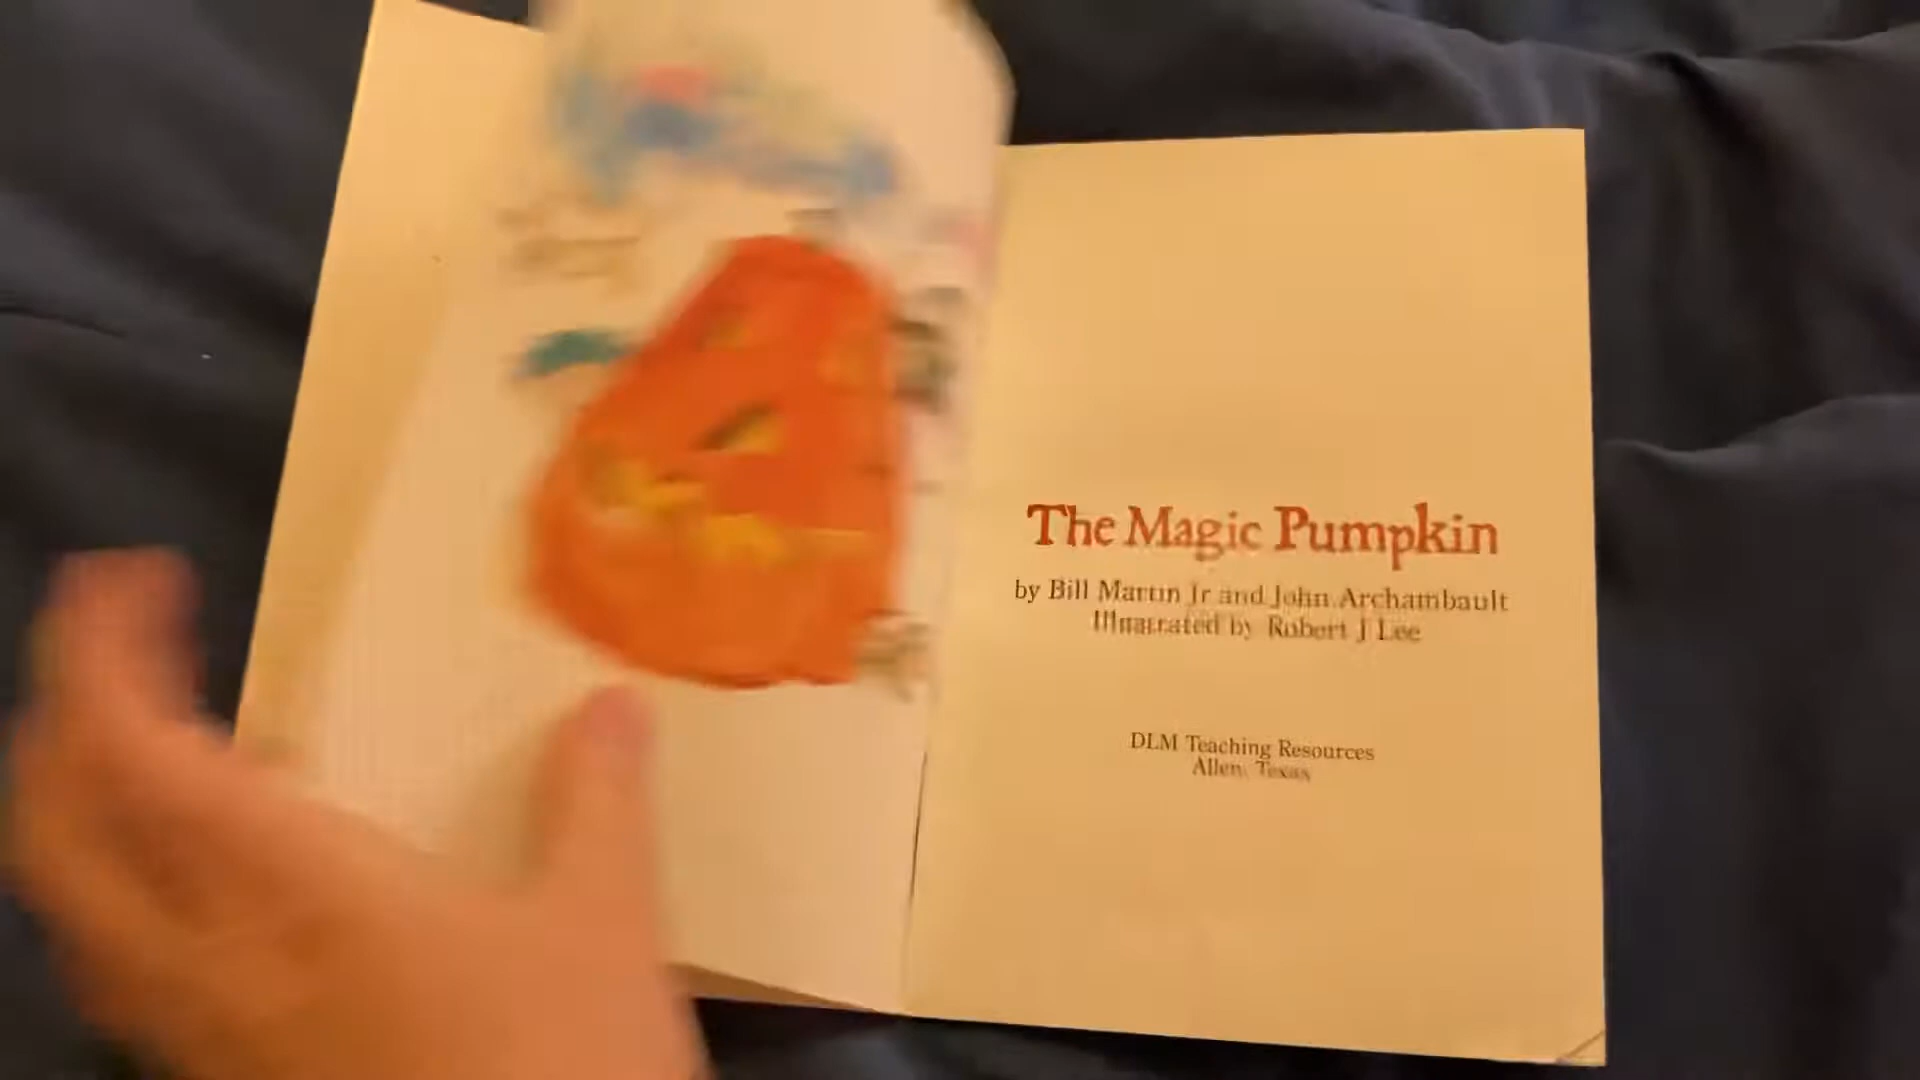 The Magic Pumpkin
by Bill Martin Jr and John Archambault
Illustrated by Robert J Lee
DLM Teaching Resources
Allen, Texas